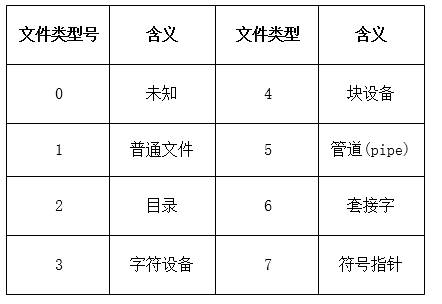 文件类型号 含义 文件类型 含义
0 未知 4 块设备
1 普通文件 5 管道(pipe)
2 目录 6 套接字
3 字符设备 7 符号指针